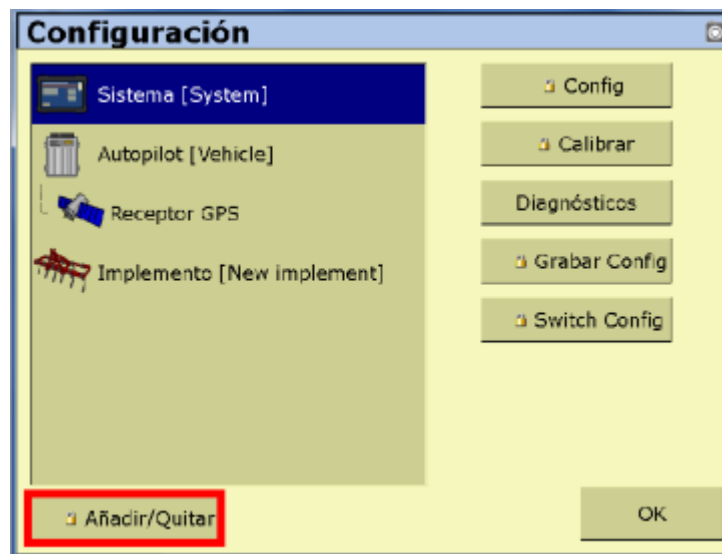 Configuración
Sistema [System]
Autopilot [Vehicle]
Receptor GPS
Implemento [New implement]
Config
Calibrar
Diagnósticos
Grabar Config
Switch Config
Añadir/Quitar
OK